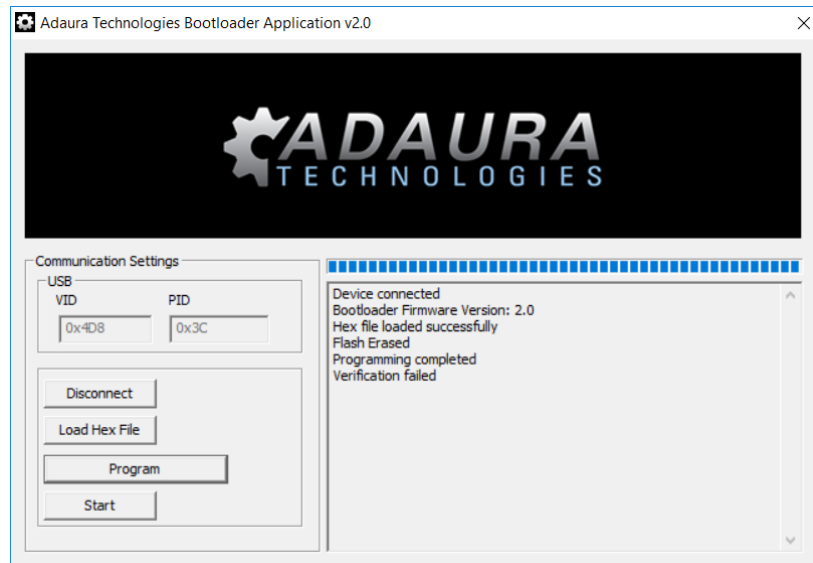 Adaura Technologies Bootloader Application v2.0
ADAURA
TECHNOLOGIES
Communication Settings
USB
VID PID
0x4D8 0x3C
Disconnect
Load Hex File
Program
Start
Device connected
Bootloader Firmware Version: 2.0
Hex file loaded successfully
Flash Erased
Programming completed
Verification failed